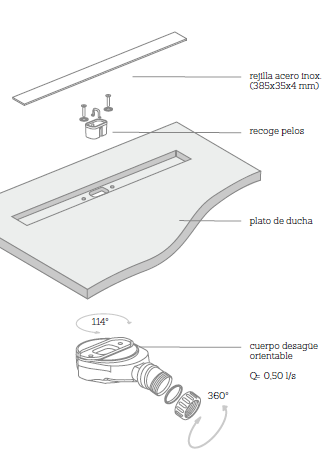 rejilla acero inox.
(385x35x4 mm)
recoge pelos
plato de ducha
114°
cuerpo desagüe
orientable
Q= 0,50 l/s
360°